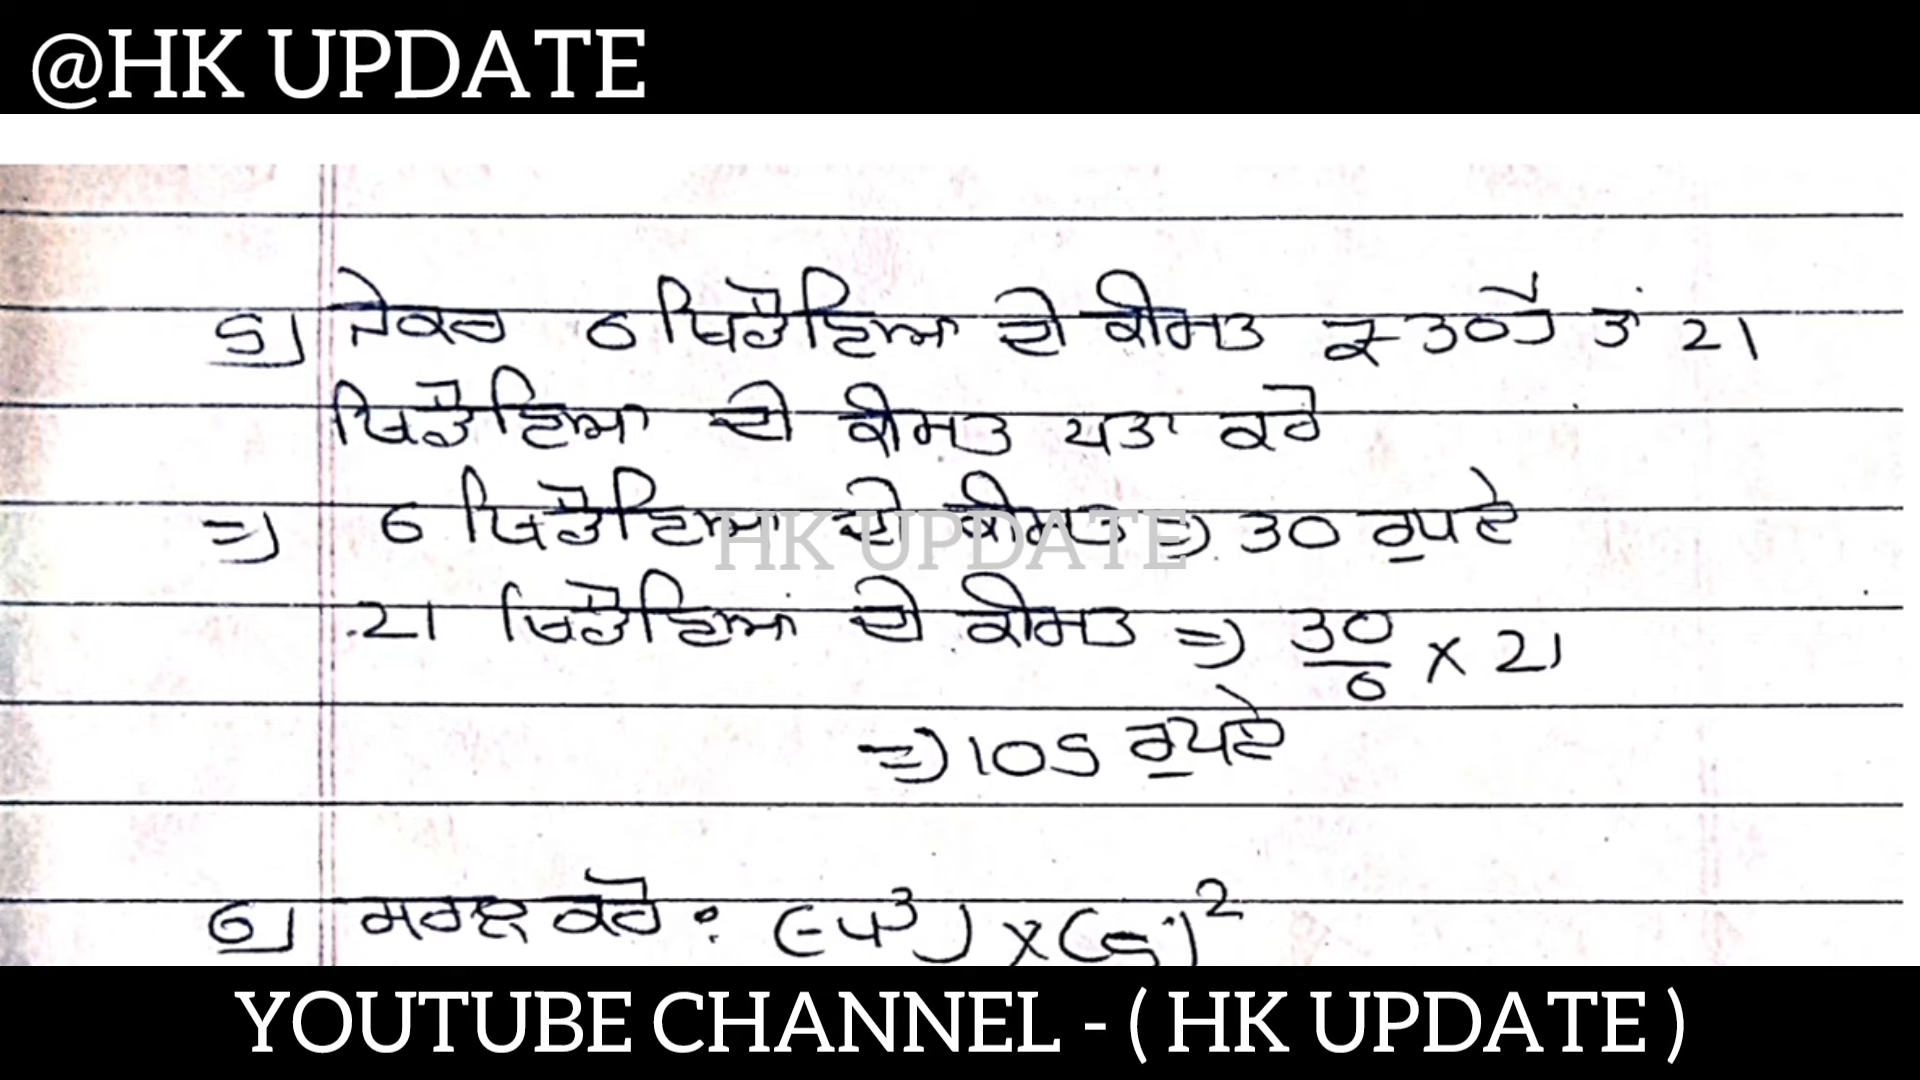 @HK UPDATE
5) ਜੇਕਰ 6 ਖਿਡੌਣਿਆ ਦੀ ਕੀਮਤ ₹ 30 ਹੈ ਤਾਂ 21
ਖਿਡੌਣਿਆ ਦੀ ਕੀਮਤ ਪਤਾ ਕਰੋ
=) 6 ਖਿਡੌਣਿਆ ਦੀ ਕੀਮਤ =) 30 ਰੁਪਏ
HK UPDATE
21 ਖਿਡੌਣਿਆਂ ਦੀ ਕੀਮਤ =) 30/6 × 21
=) 105 ਰੁਪਏ
6) ਸਰਲ ਕਰੋ : (-4³) × (5)²
YOUTUBE CHANNEL - ( HK UPDATE )